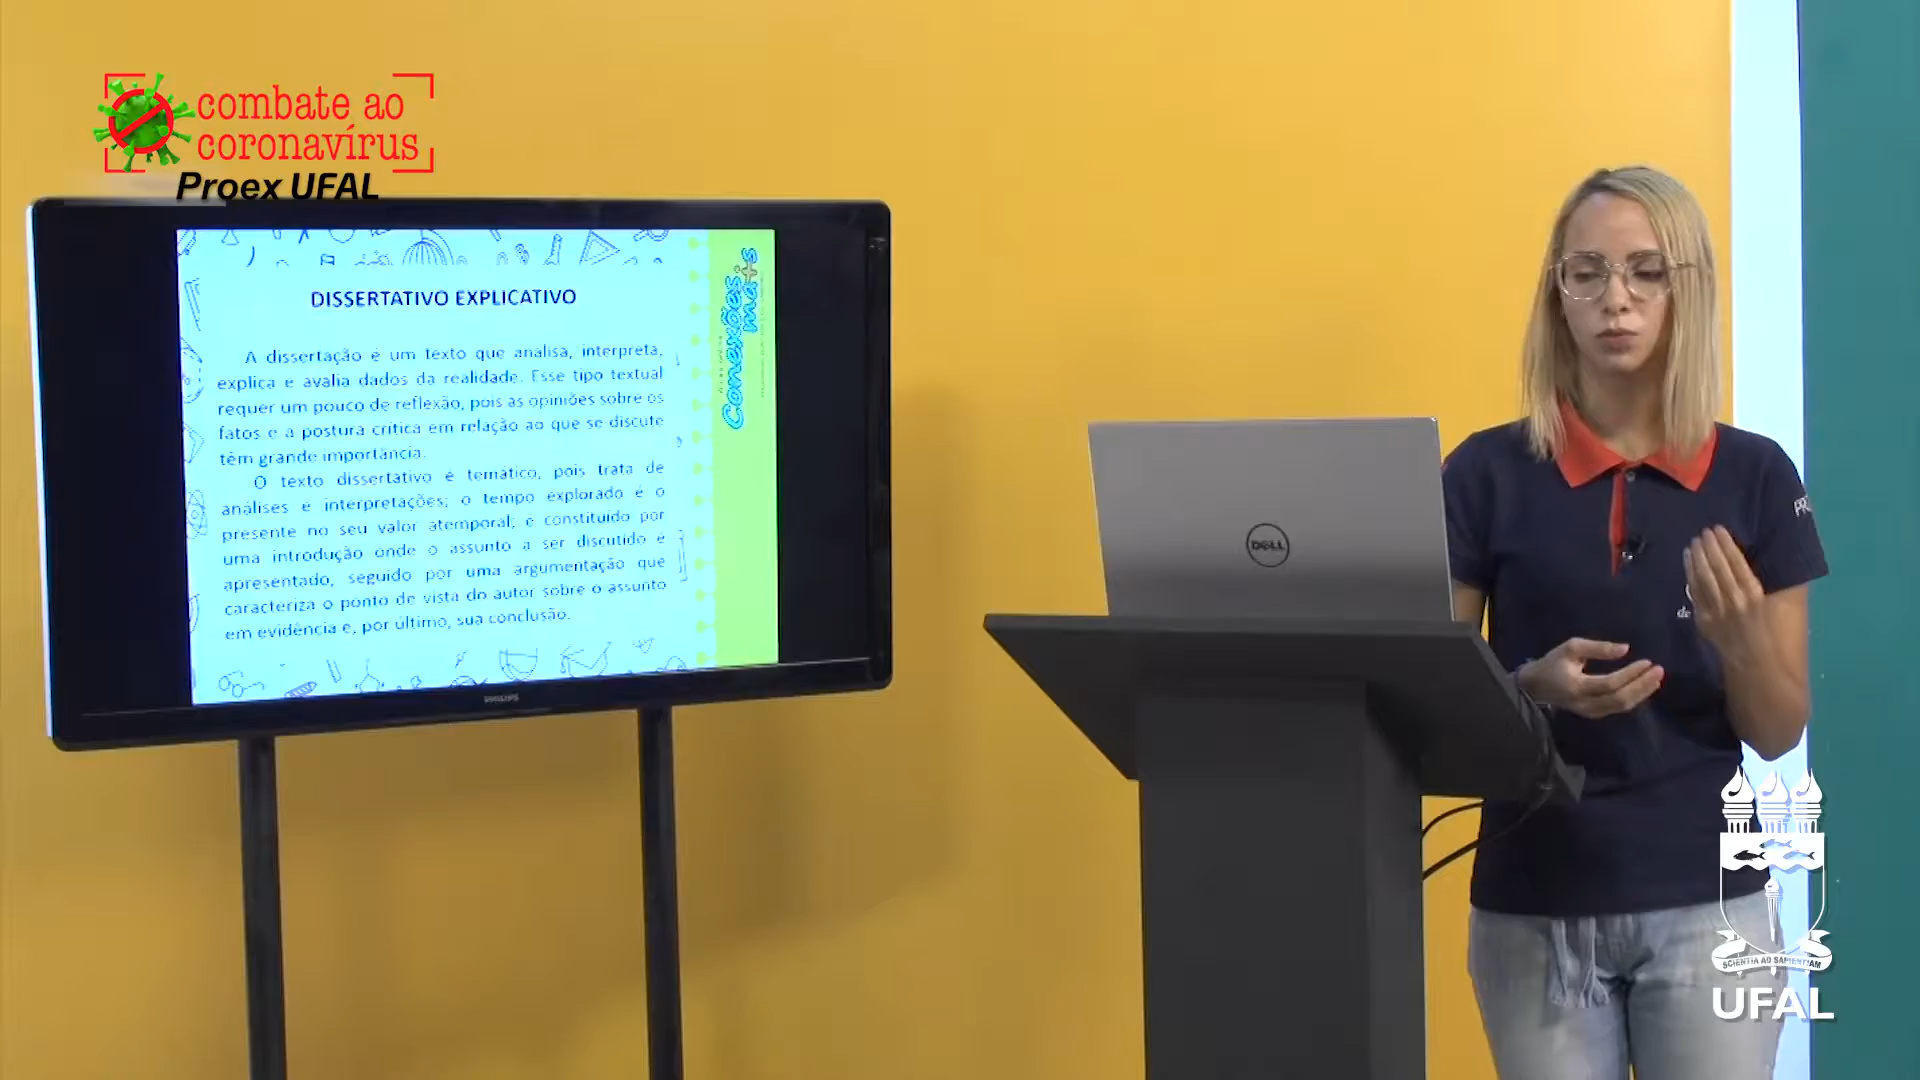 combate ao
coronavírus
Proex UFAL
DISSERTATIVO EXPLICATIVO
A dissertação é um texto que analisa, interpreta,
explica e avalia dados da realidade. Esse tipo textual
requer um pouco de reflexão, pois as opiniões sobre os
fatos e a postura crítica em relação ao que se discute
têm grande importância.
O texto dissertativo é temático, pois trata de
análises e interpretações; o tempo explorado é o
presente no seu valor atemporal; é constituído por
uma introdução onde o assunto a ser discutido é
apresentado, seguido por uma argumentação que
caracteriza o ponto de vista do autor sobre o assunto
em evidência e, por último, sua conclusão.
Conexões
ma+s
PHILIPS
DELL
de
SCIENTIA AD SAPIENTIAM
UFAL